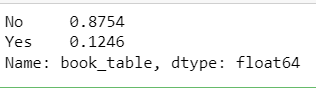 No     0.8754
Yes    0.1246
Name: book_table, dtype: float64